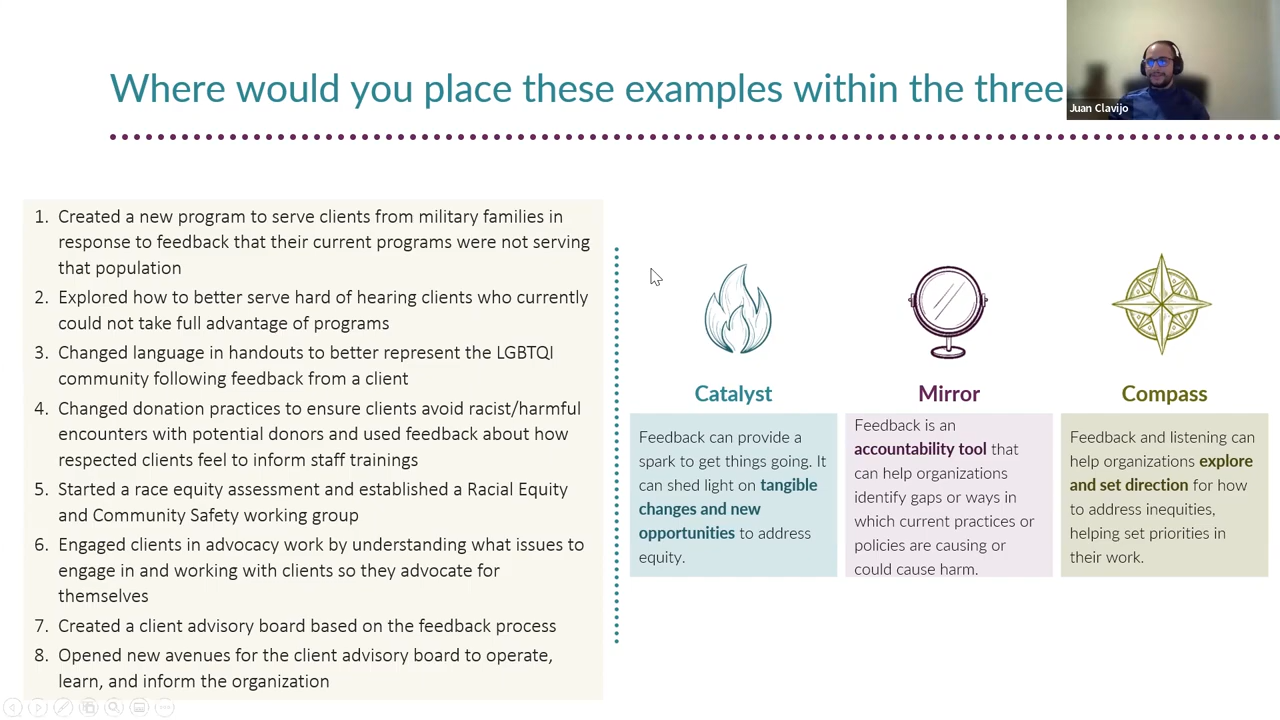 Where would you place these examples within the three
Juan Clavijo
1. Created a new program to serve clients from military families in
response to feedback that their current programs were not serving
that population
2. Explored how to better serve hard of hearing clients who currently
could not take full advantage of programs
3. Changed language in handouts to better represent the LGBTQI
community following feedback from a client
4. Changed donation practices to ensure clients avoid racist/harmful
encounters with potential donors and used feedback about how
respected clients feel to inform staff trainings
5. Started a race equity assessment and established a Racial Equity
and Community Safety working group
6. Engaged clients in advocacy work by understanding what issues to
engage in and working with clients so they advocate for
themselves
7. Created a client advisory board based on the feedback process
8. Opened new avenues for the client advisory board to operate,
learn, and inform the organization
Catalyst
Feedback can provide a
spark to get things going. It
can shed light on tangible
changes and new
opportunities to address
equity.
Mirror
Feedback is an
accountability tool that
can help organizations
identify gaps or ways in
which current practices or
policies are causing or
could cause harm.
Compass
Feedback and listening can
help organizations explore
and set direction for how
to address inequities,
helping set priorities in
their work.